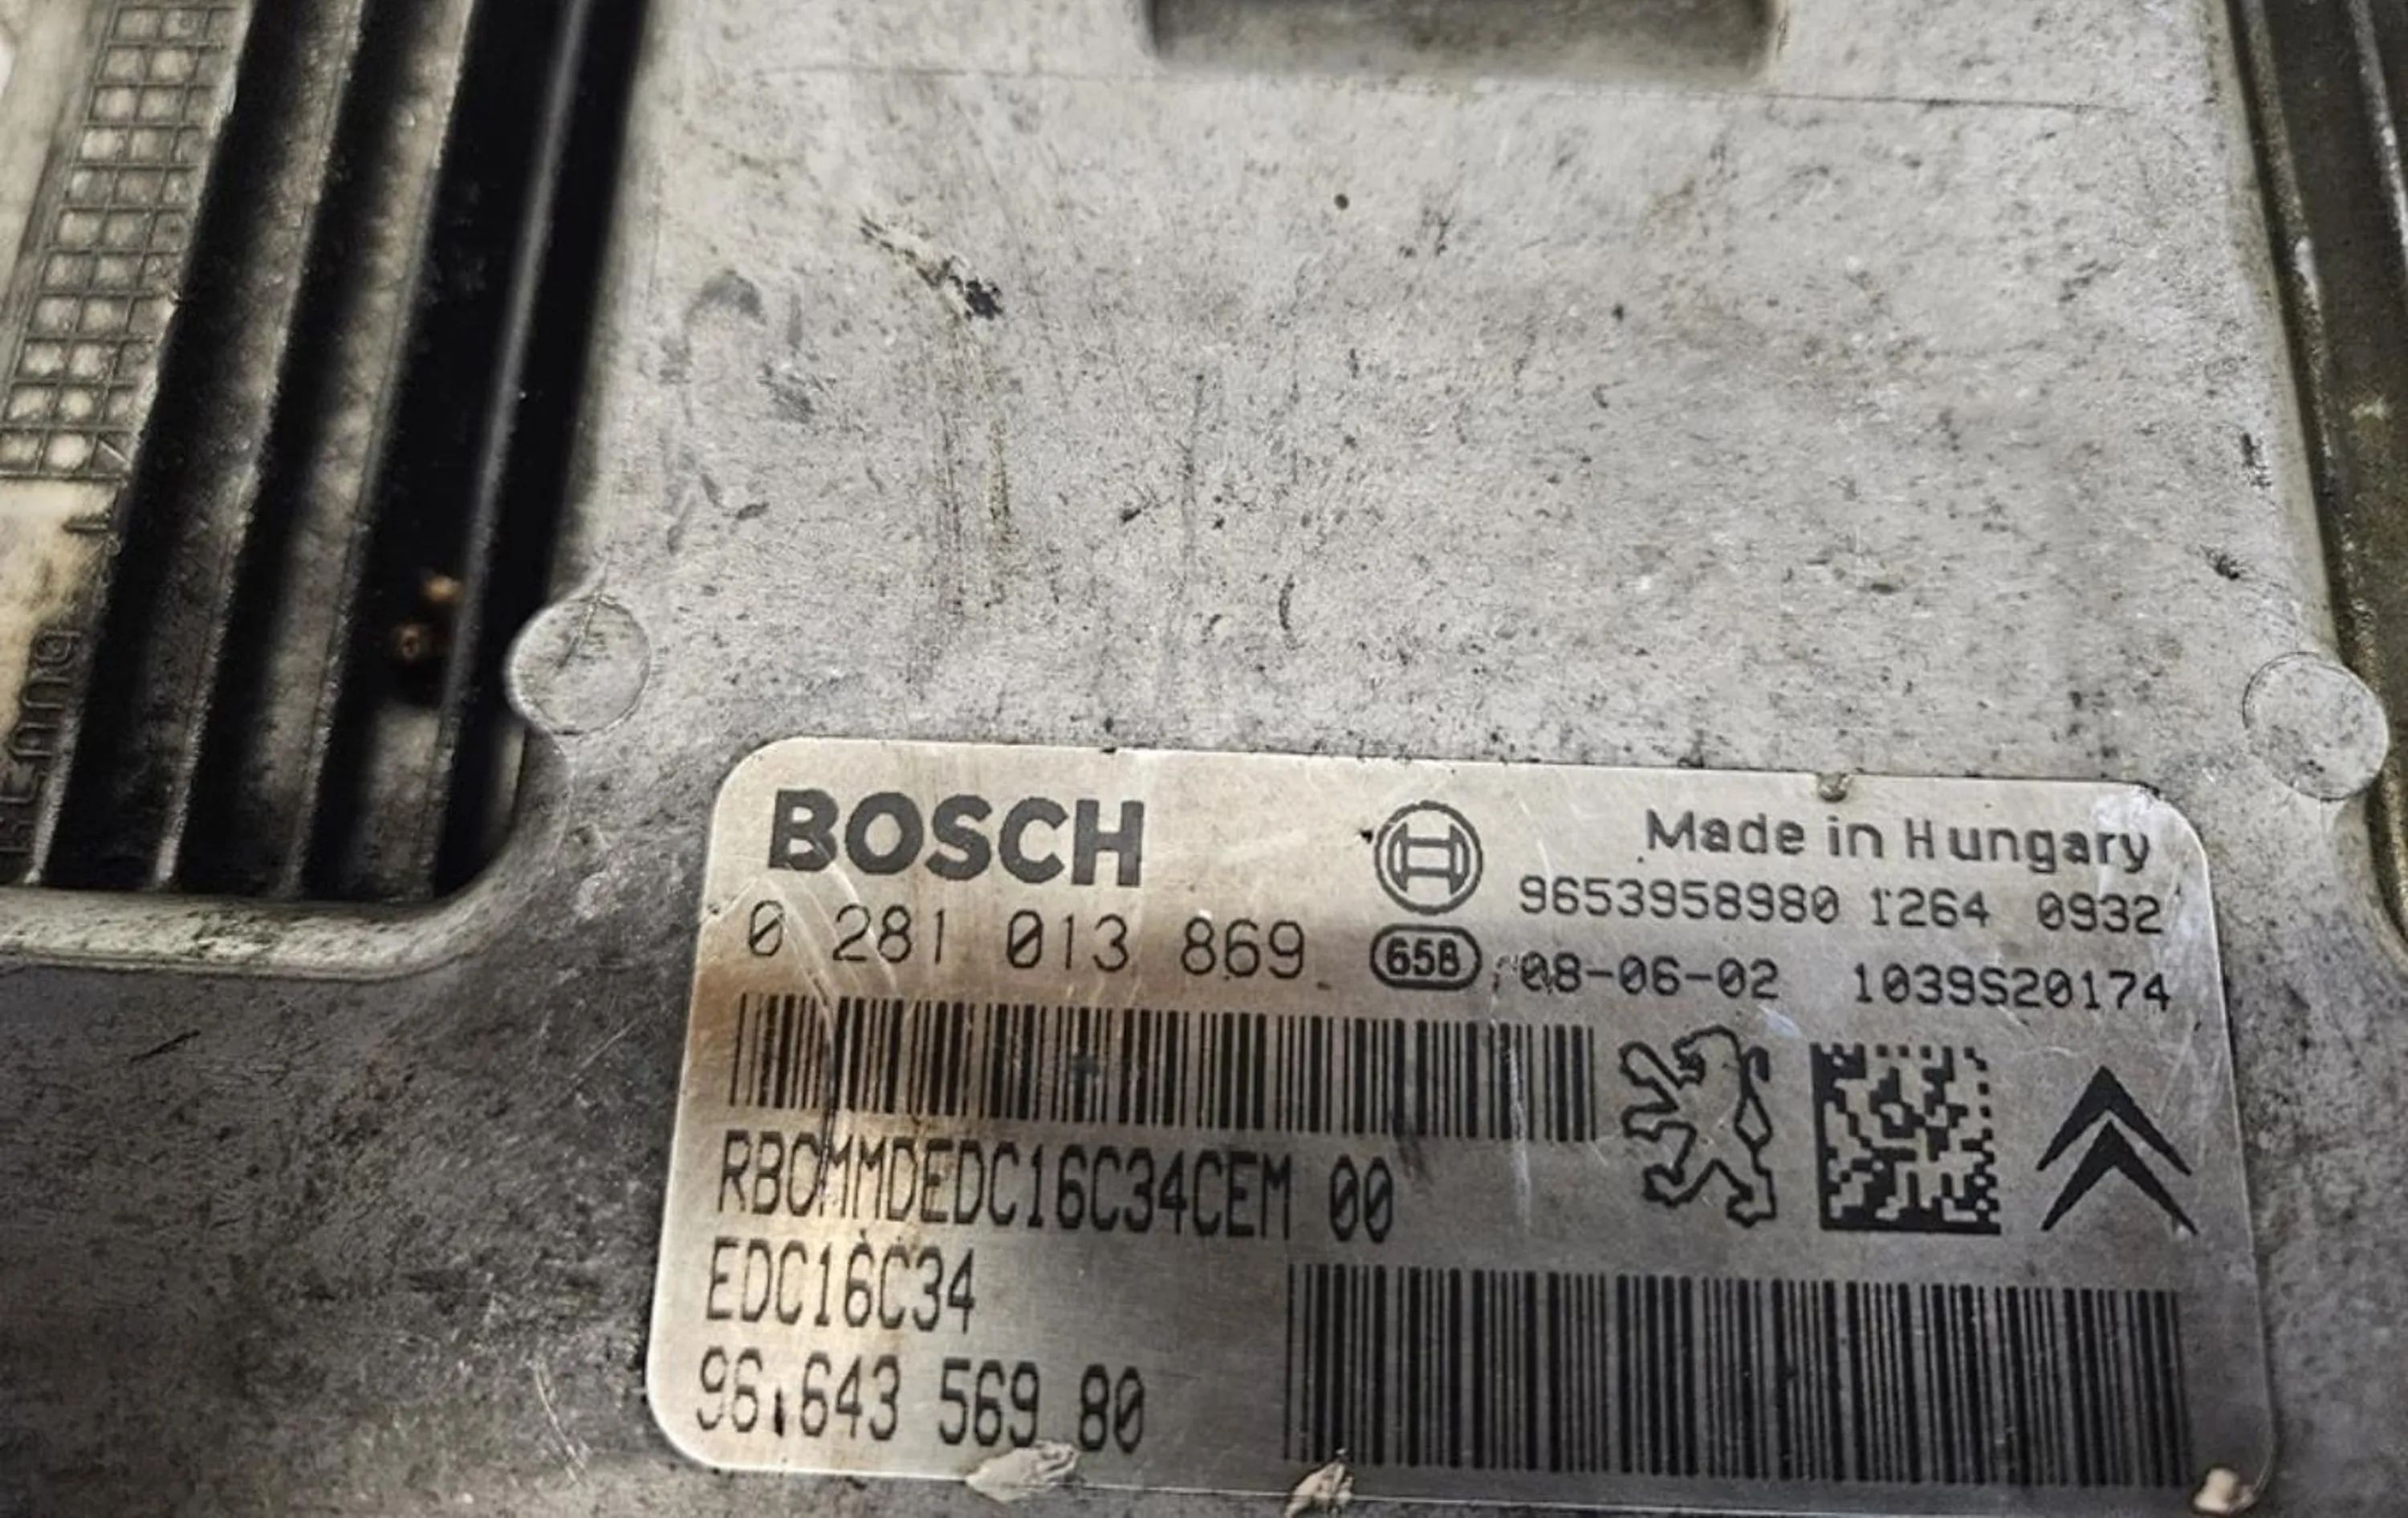 BOSCH
Made in Hungary
9653958980 1264 0932
0 281 013 869
65B 08-06-02 1039S20174
RBOMMDEDC16C34CEM 00
EDC16C34
96 643 569 80